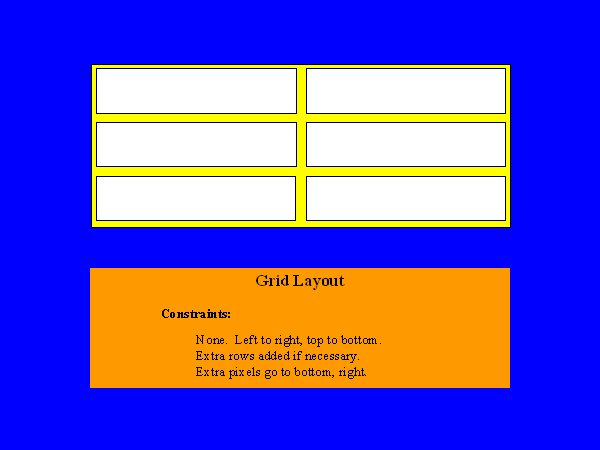 Grid Layout
Constraints:
None. Left to right, top to bottom.
Extra rows added if necessary.
Extra pixels go to bottom, right.